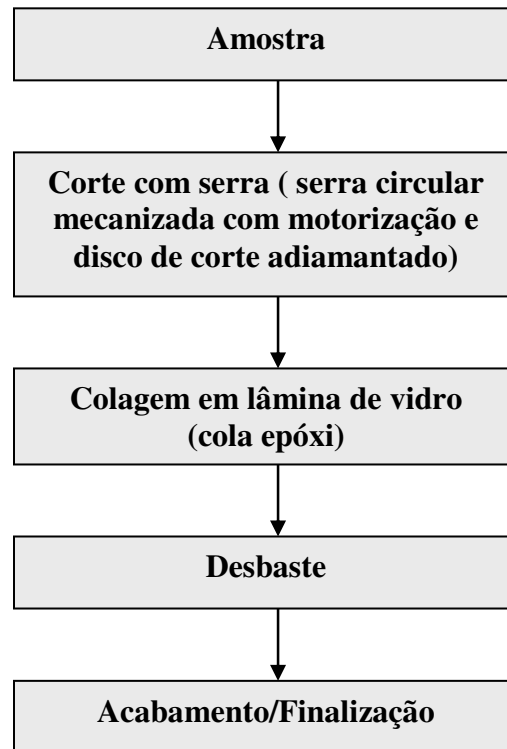 Amostra
Corte com serra ( serra circular
mecanizada com motorização e
disco de corte adiamantado)
Colagem em lâmina de vidro
(cola epóxi)
Desbaste
Acabamento/Finalização